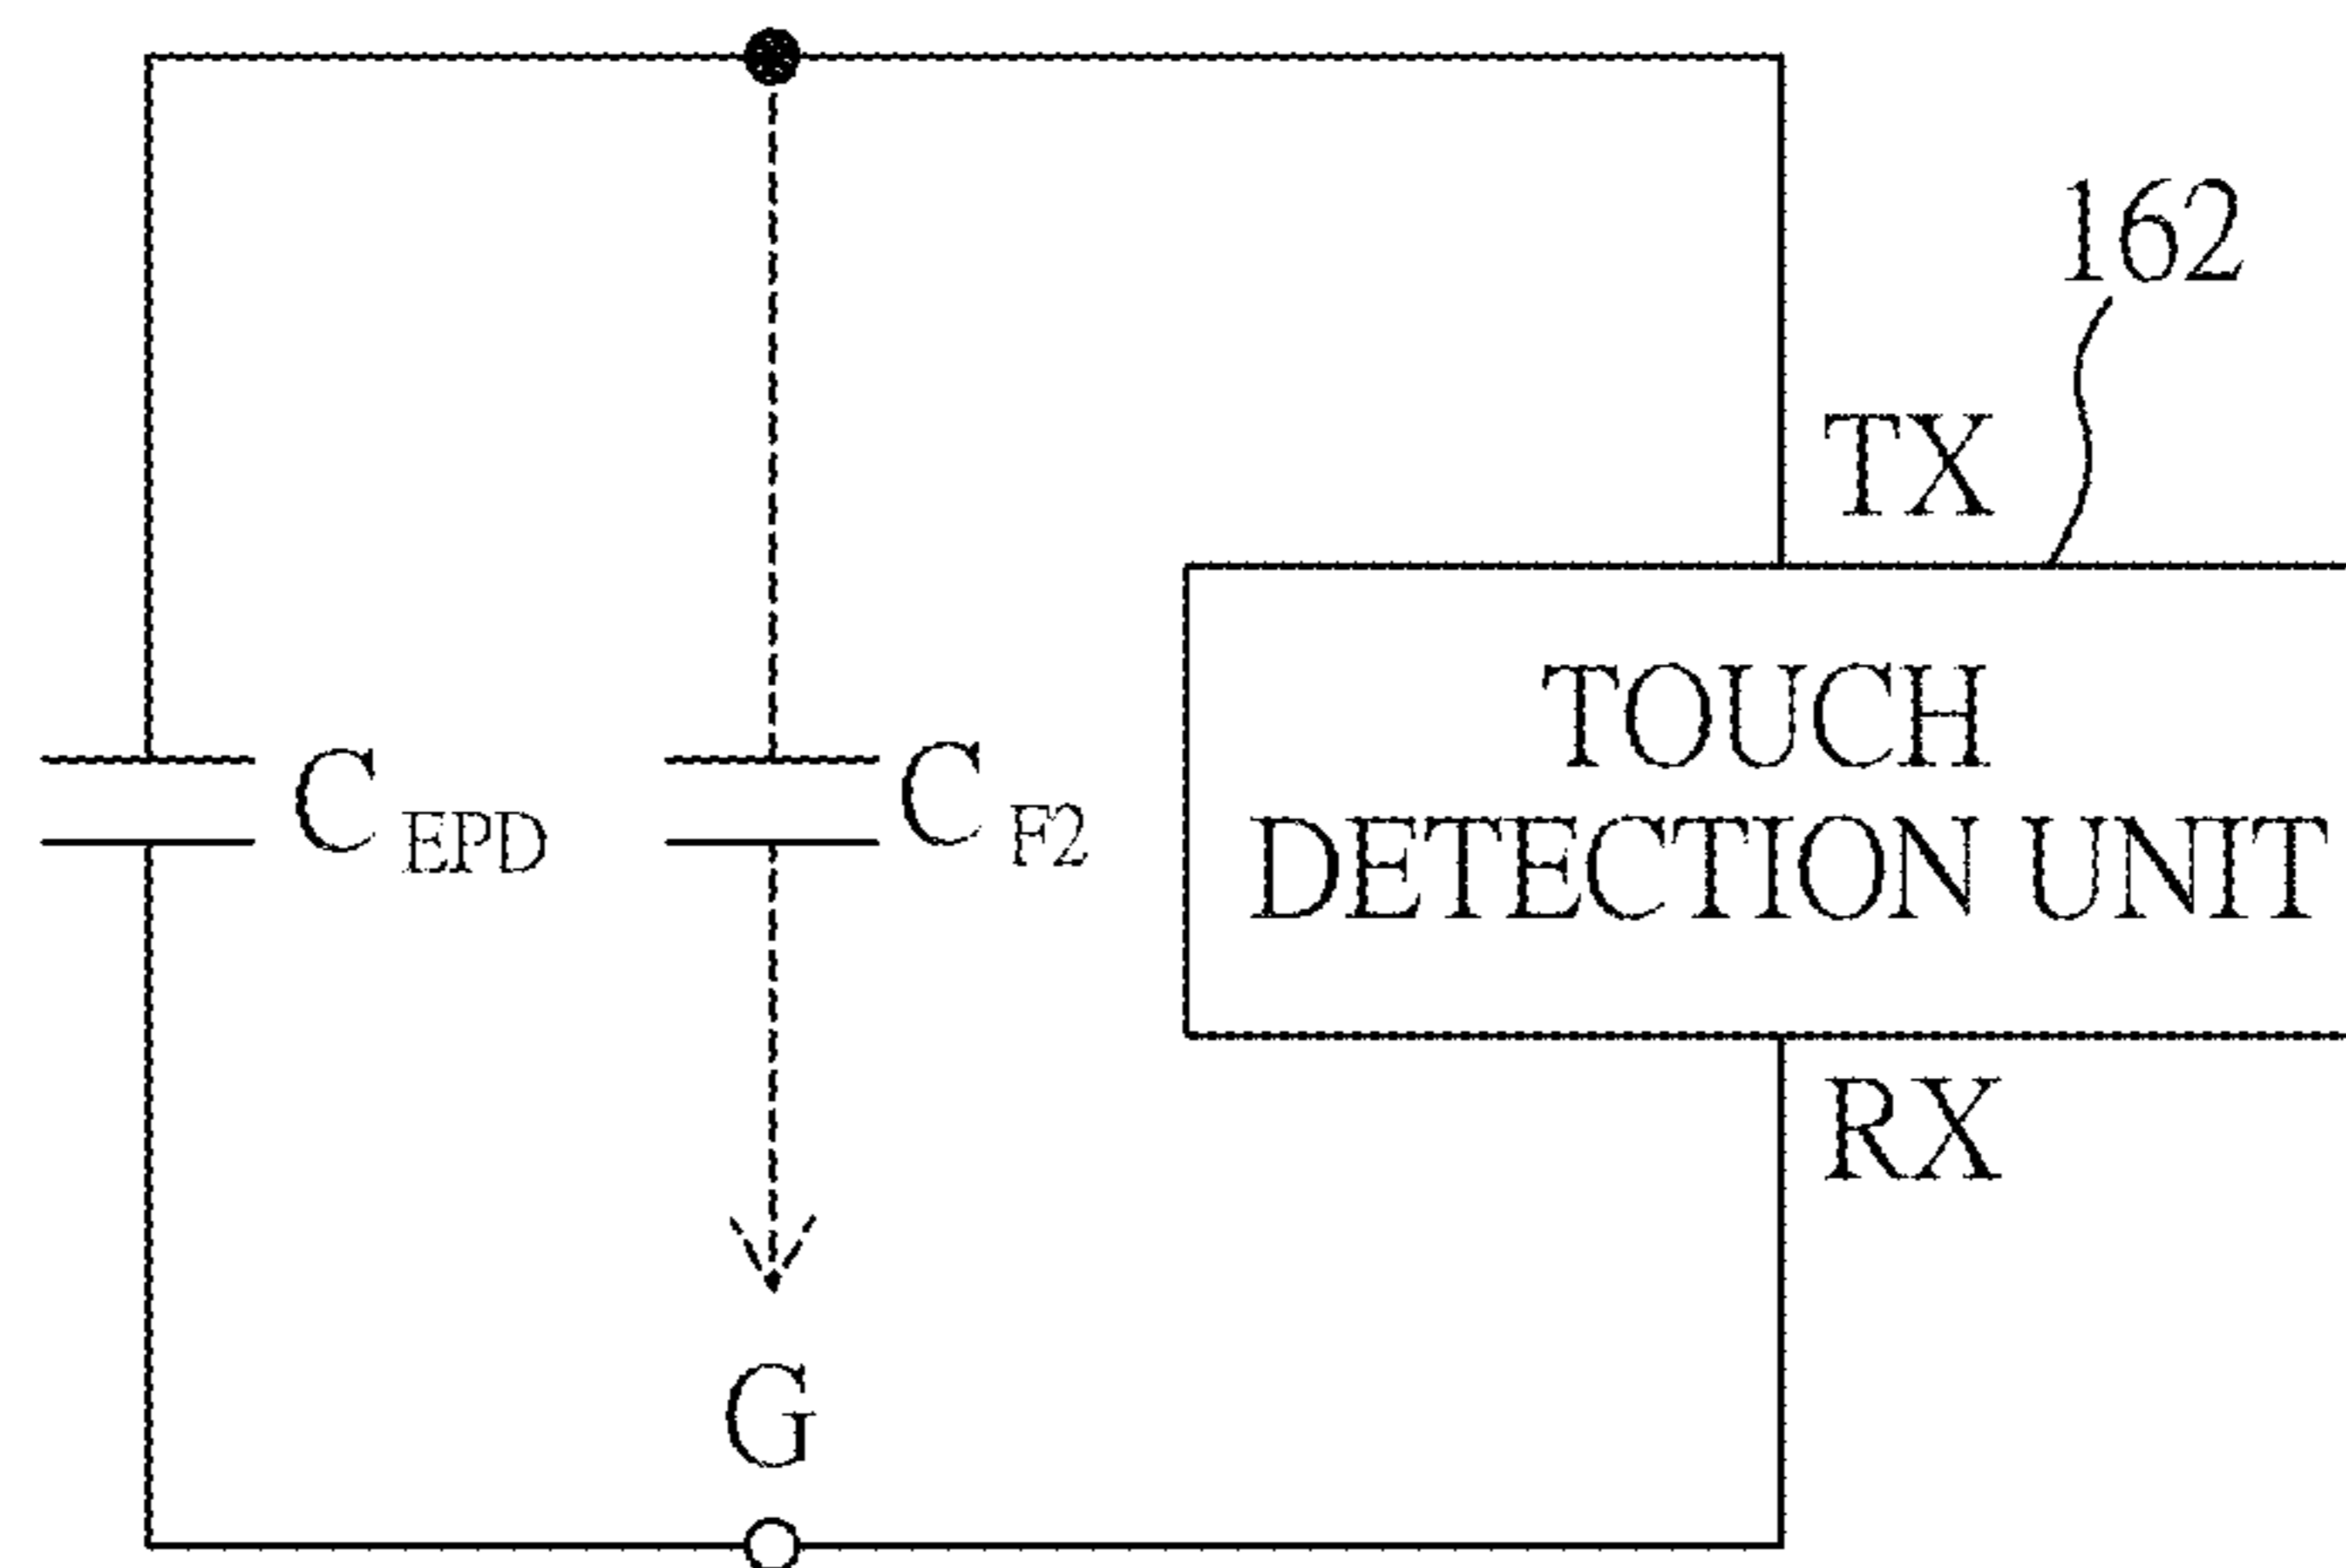 162
TX
TOUCH
DETECTION UNIT
C EPD
C F2
RX
G